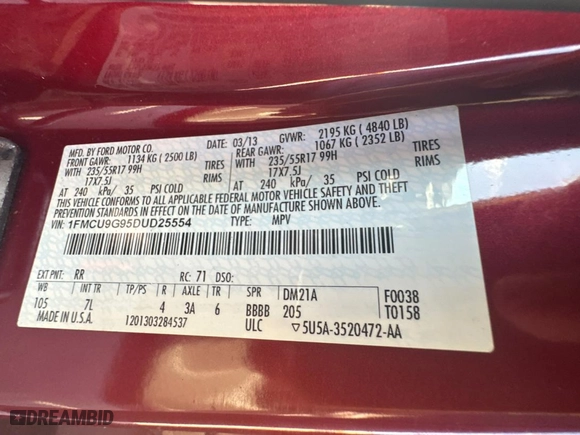 MFD. BY FORD MOTOR CO.
03/13 GVWR: 2195 KG ( 4840 LB)
FRONT GAWR: 1134 KG ( 2500 LB)
REAR GAWR: 1067 KG ( 2352 LB)
235/55R17 99H TIRES
235/55R17 99H TIRES
17X7.5J RIMS
17X7.5J RIMS
AT 240 kPa/ 35 PSI COLD
AT 240 kPa/ 35 PSI COLD
THIS VEHICLE CONFORMS TO ALL APPLICABLE FEDERAL MOTOR VEHICLE SAFETY AND THEFT PREVENTION
STANDARDS IN EFFECT ON THE DATE OF MANUFACTURE SHOWN ABOVE.
VIN: 1FMCU9G95DUD25554
TYPE: MPV
EXT PNT: RR RC: 71 DSO:
WB TP/PS R AXLE TR SPR DM21A F0038
105 7L 4 3A 6 BBBB 205 T0158
MADE IN U.S.A. 1201303284537 ULC ▽5U5A-3520472-AA
DREAMBID